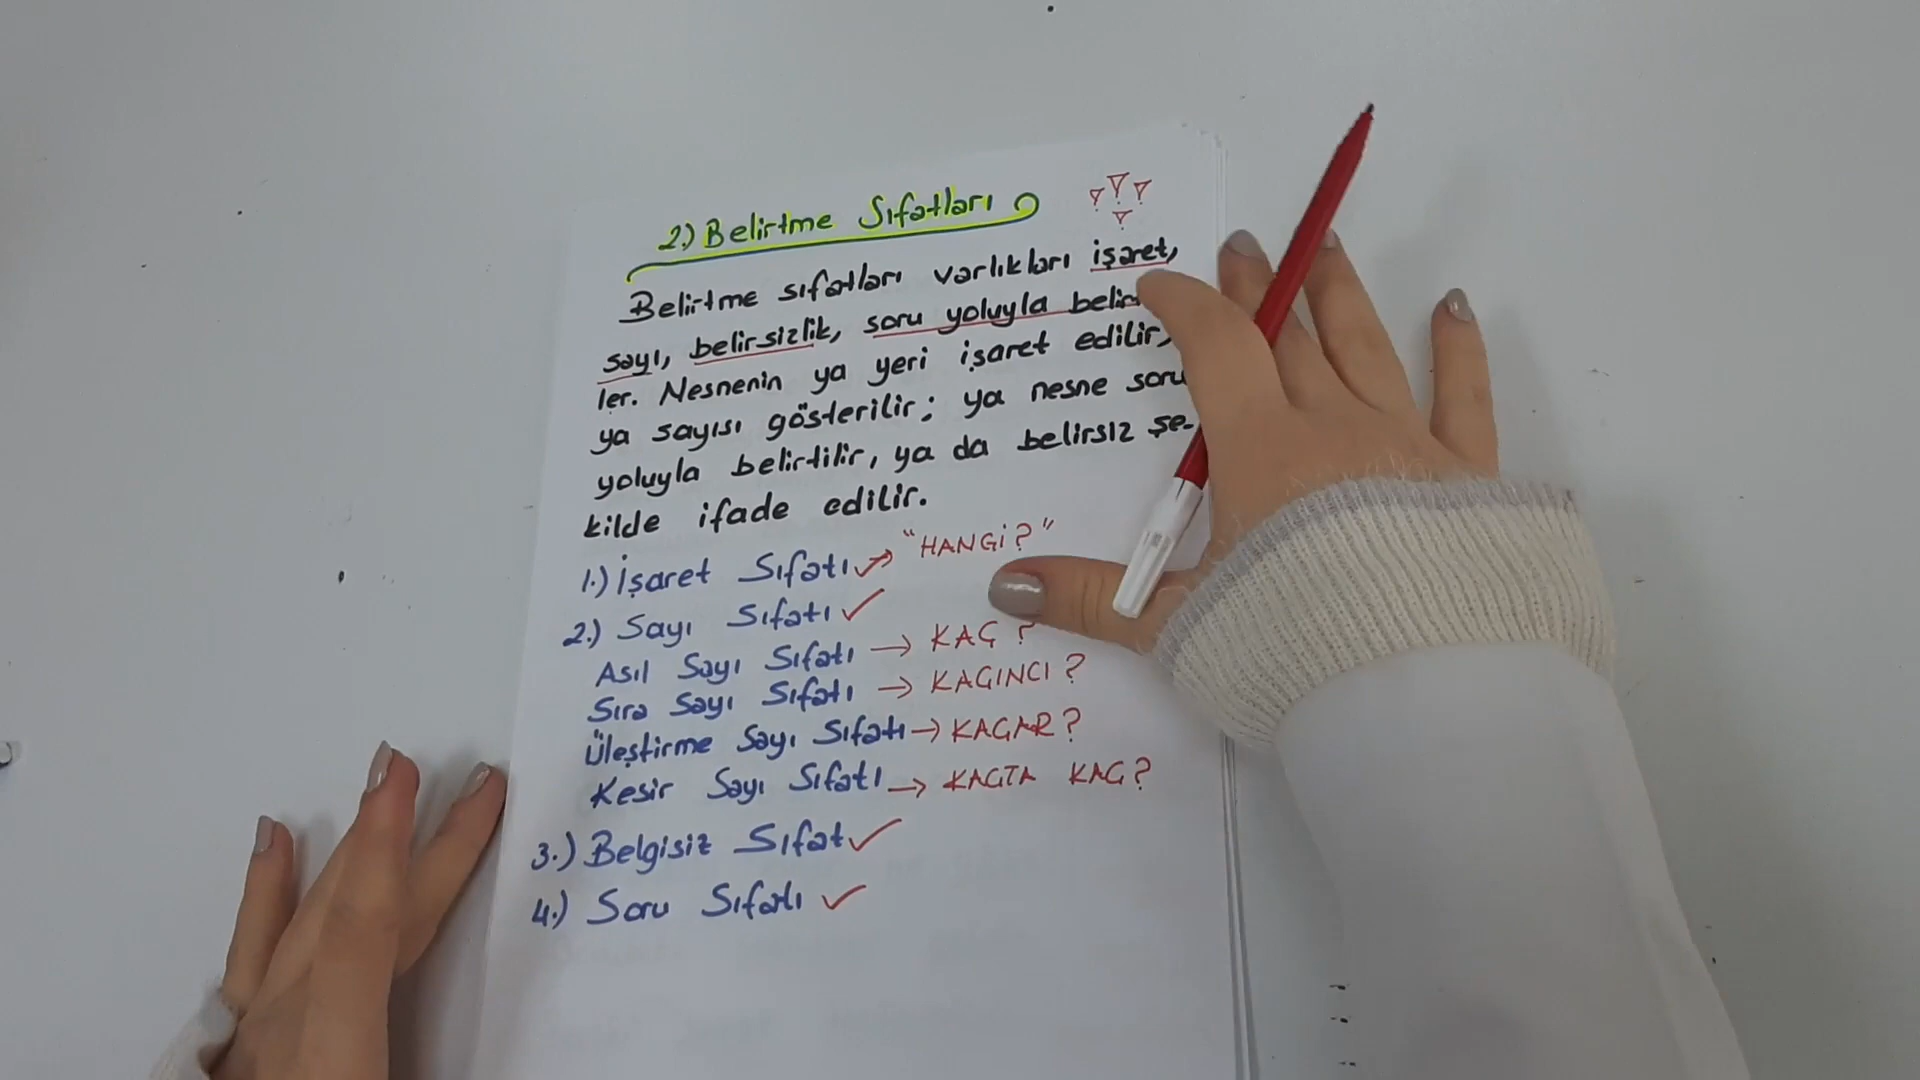 2.) Belirtme Sıfatları
Belirtme sıfatları varlıkları işaret,
sayı, belirsizlik, soru yoluyla
ler. Nesnenin ya yeri işaret edilir,
ya sayısı gösterilir; ya nesne soru
yoluyla belirtilir, ya da belirsiz şe-
kilde ifade edilir.
1.) İşaret Sıfatı → "HANGİ?"
2.) Sayı Sıfatı ✓
Asıl Sayı Sıfatı → KAÇ ?
Sıra Sayı Sıfatı → KAÇINCI ?
Üleştirme Sayı Sıfatı → KAÇAR ?
Kesir Sayı Sıfatı → KAÇTA KAÇ ?
3.) Belgisiz Sıfat ✓
4.) Soru Sıfatı ✓